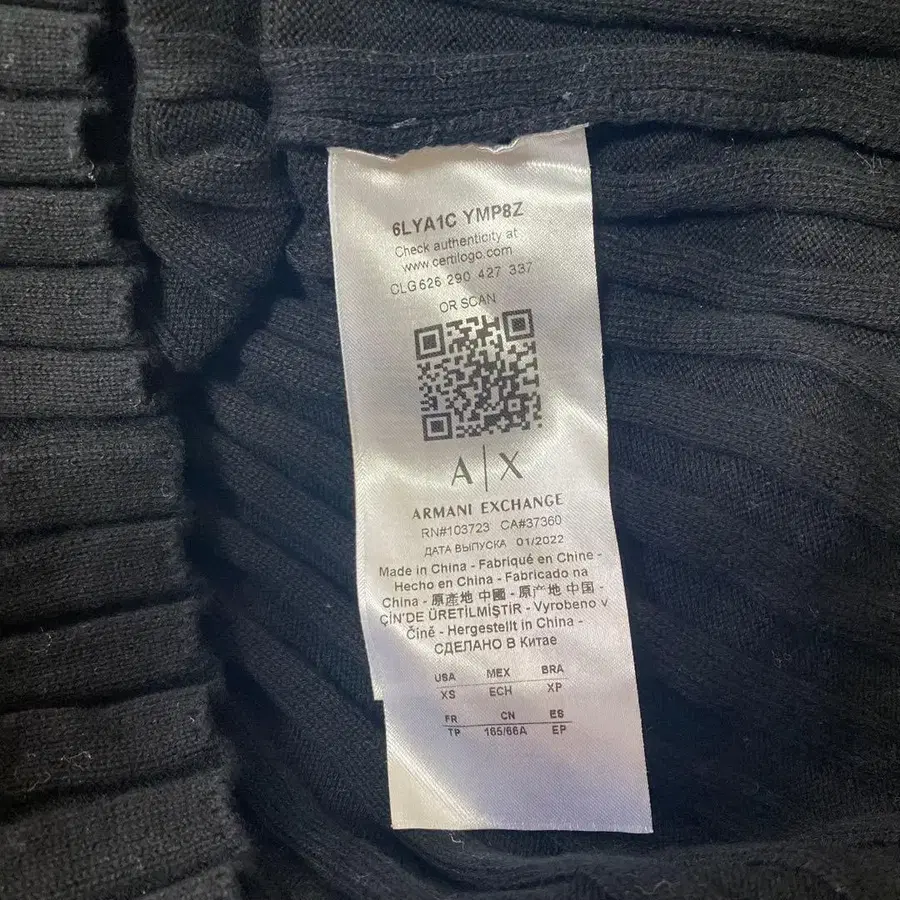 6LYA1C YMP8Z
Check authenticity at
www.certilogo.com
CLG 626 290 427 337
OR SCAN
A|X
ARMANI EXCHANGE
RN#103723 CA#37360
ДАТА ВЫПУСКА 01/2022
Made in China - Fabriqué en Chine -
Hecho en China - Fabricado na
China - 原產地 中國 - 原产地 中国 -
ÇİN'DE ÜRETİLMİŞTİR - Vyrobeno v
Číně - Hergestellt in China -
СДЕЛАНО В Китае
USA MEX BRA
XS ECH XP
FR CN ES
TP 165/66A EP